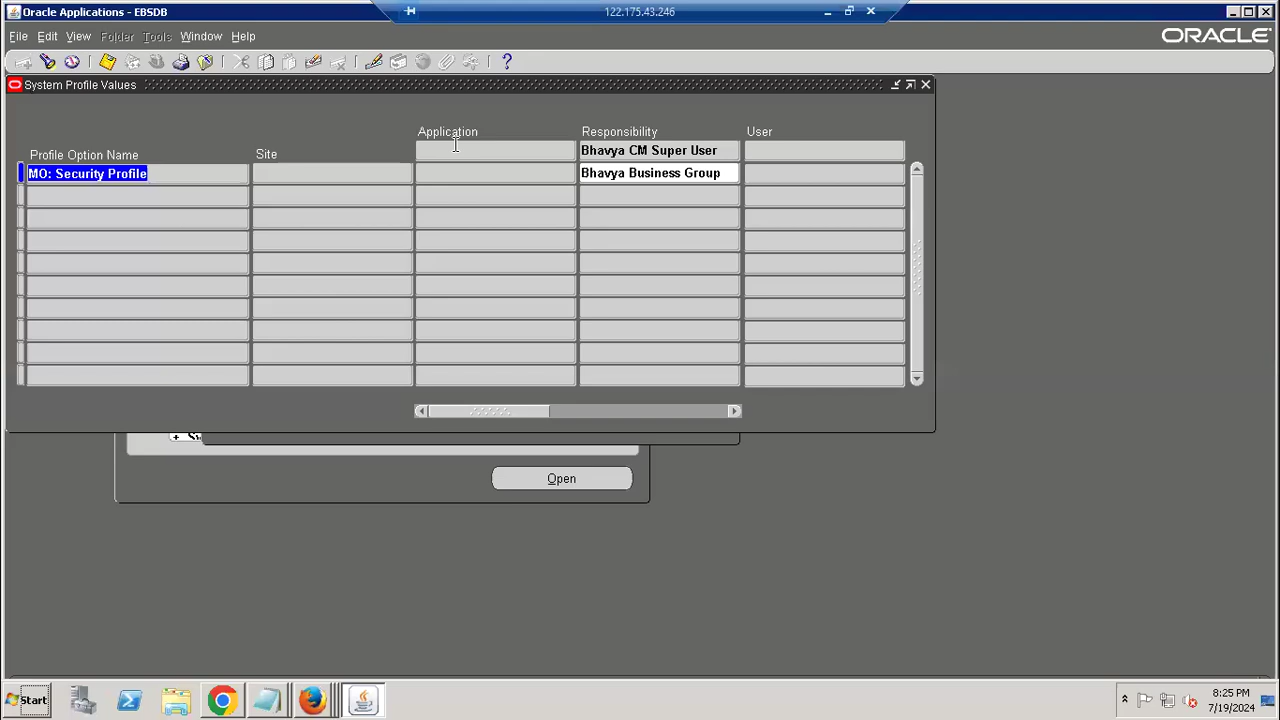 Oracle Applications - EBSDB
122.175.43.246
File Edit View Folder Tools Window Help
ORACLE
System Profile Values
Application Responsibility User
Profile Option Name Site
Bhavya CM Super User
MO: Security Profile Bhavya Business Group
Open
Start
8:25 PM
7/19/2024